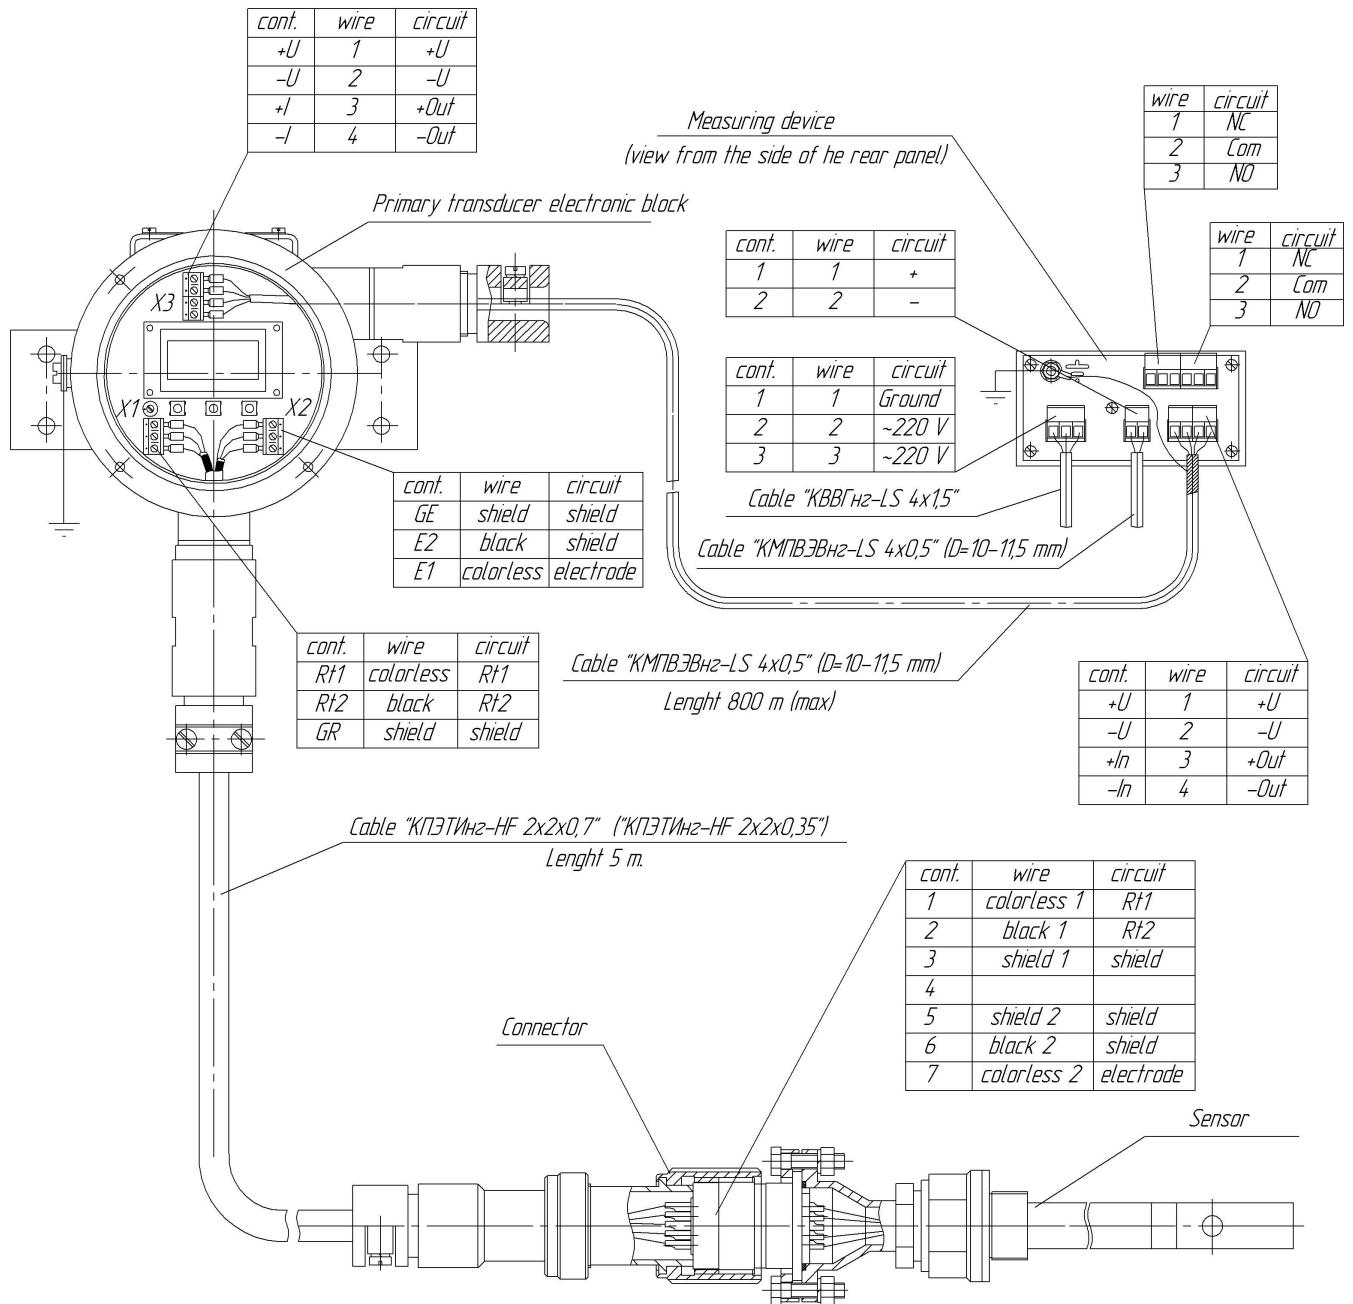 cont. wire circuit
+U 1 +U
-U 2 -U
+I 3 +Out
-I 4 -Out
Measuring device
(view from the side of he rear panel)
wire circuit
1 NC
2 Com
3 NO
Primary transducer electronic block
cont. wire circuit
1 1 +
2 2 -
wire circuit
1 NC
2 Com
3 NO
X3
cont. wire circuit
1 1 Ground
2 2 ~220 V
3 3 ~220 V
X1 X2
cont. wire circuit
GE shield shield
E2 black shield
E1 colorless electrode
Cable "КВВГнг-LS 4x1,5"
Cable "КМПВЭВнг-LS 4x0,5" (D=10-11,5 mm)
cont. wire circuit
Rt1 colorless Rt1
Rt2 black Rt2
GR shield shield
Cable "КМПВЭВнг-LS 4x0,5" (D=10-11,5 mm)
Lenght 800 m (max)
cont. wire circuit
+U 1 +U
-U 2 -U
+In 3 +Out
-In 4 -Out
Cable "КПЭТИнг-HF 2x2x0,7" ("КПЭТИнг-HF 2x2x0,35")
Lenght 5 m.
cont. wire circuit
1 colorless 1 Rt1
2 black 1 Rt2
3 shield 1 shield
4
5 shield 2 shield
6 black 2 shield
7 colorless 2 electrode
Connector
Sensor